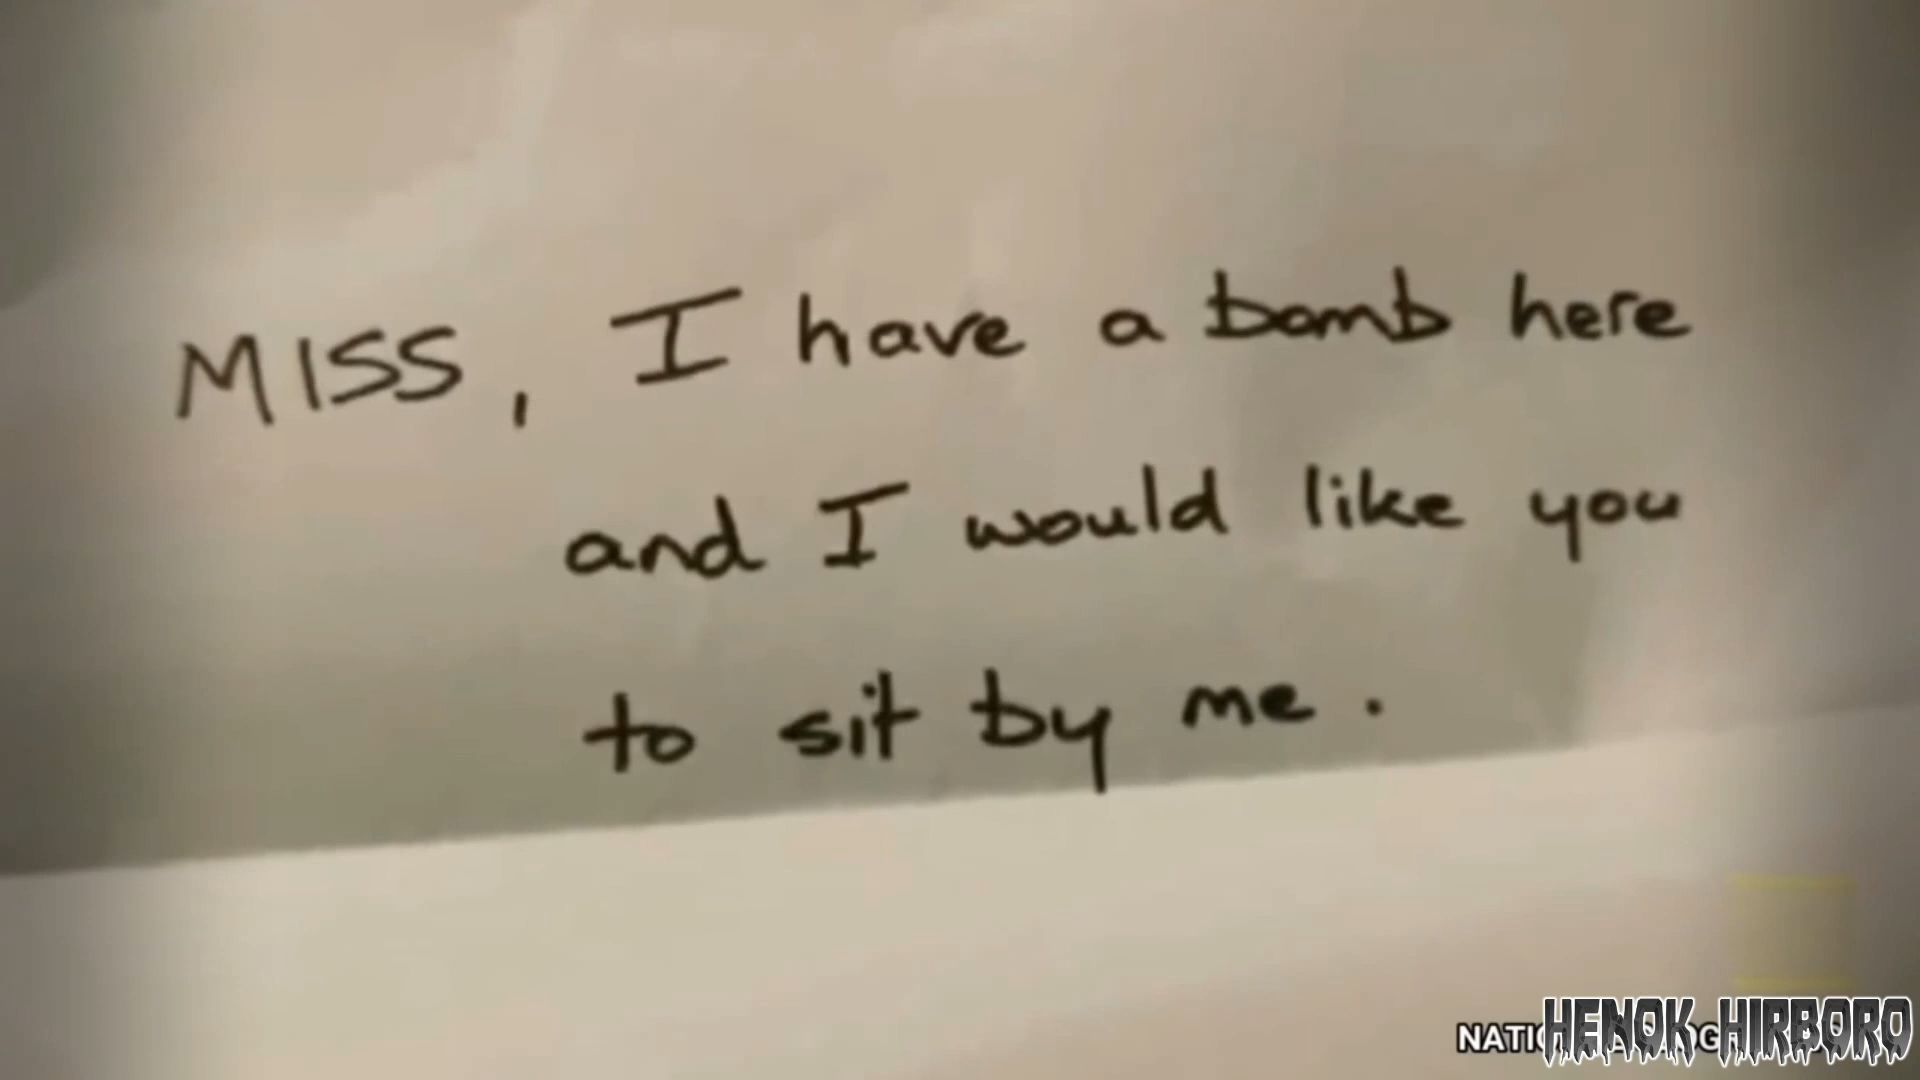 MISS, I have a bomb here
and I would like you
to sit by me.
HENOK HIRBORO